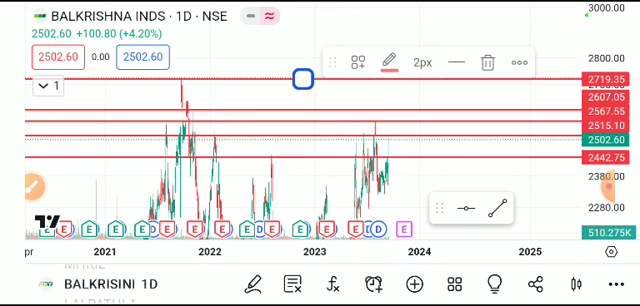 BALKRISHNA INDS · 1D · NSE
3000.00
2502.60 +100.80 (+4.20%)
2502.60 0.00 2502.60
2800.00
2px
2719.35
1
2607.05
2567.55
2515.10
2502.60
2442.75
2380.00
2280.00
E E E E E E E E E E E E D D E
510.275K
pr 2021 2022 2023 2024 2025
BALKRISINI 1D